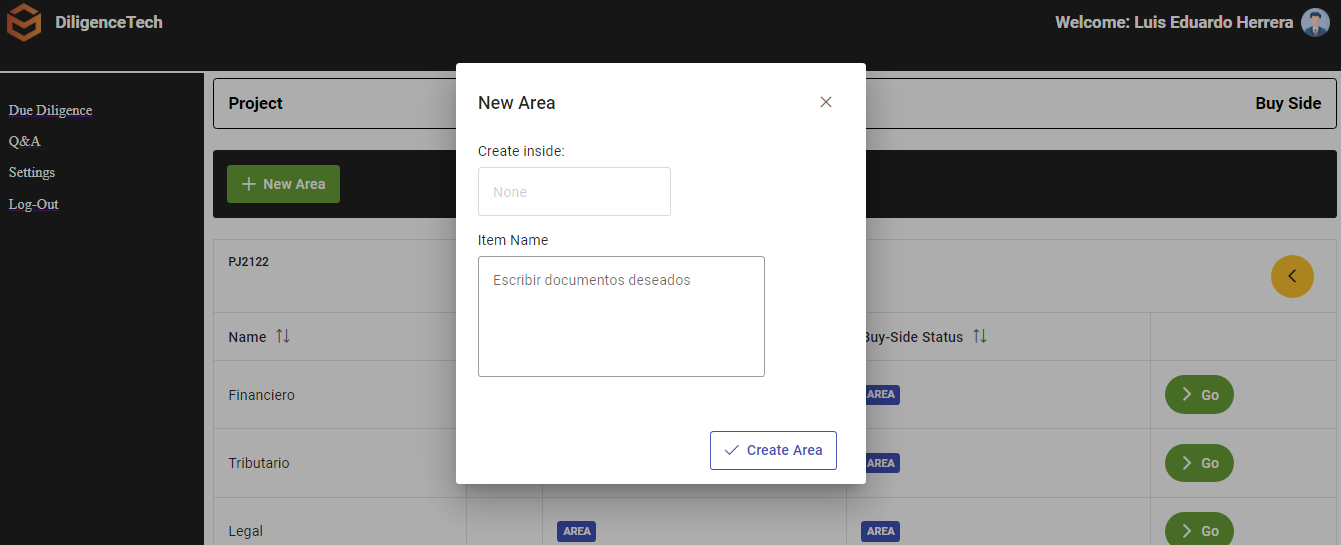 DiligenceTech
Welcome: Luis Eduardo Herrera
Due Diligence
Q&A
Settings
Log-Out
Project
Buy Side
New Area
PJ2122
Name
Buy-Side Status
Financiero
AREA
Go
Tributario
AREA
Go
Legal
AREA
AREA
Go
New Area
Create inside:
None
Item Name
Escribir documentos deseados
Create Area